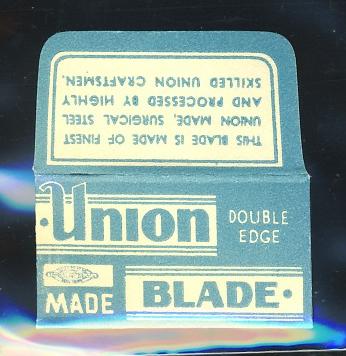 THIS BLADE IS MADE OF FINEST
UNION MADE, SURGICAL STEEL
AND PROCESSED BY HIGHLY
SKILLED UNION CRAFTSMEN.
Union
DOUBLE
EDGE
MADE
BLADE